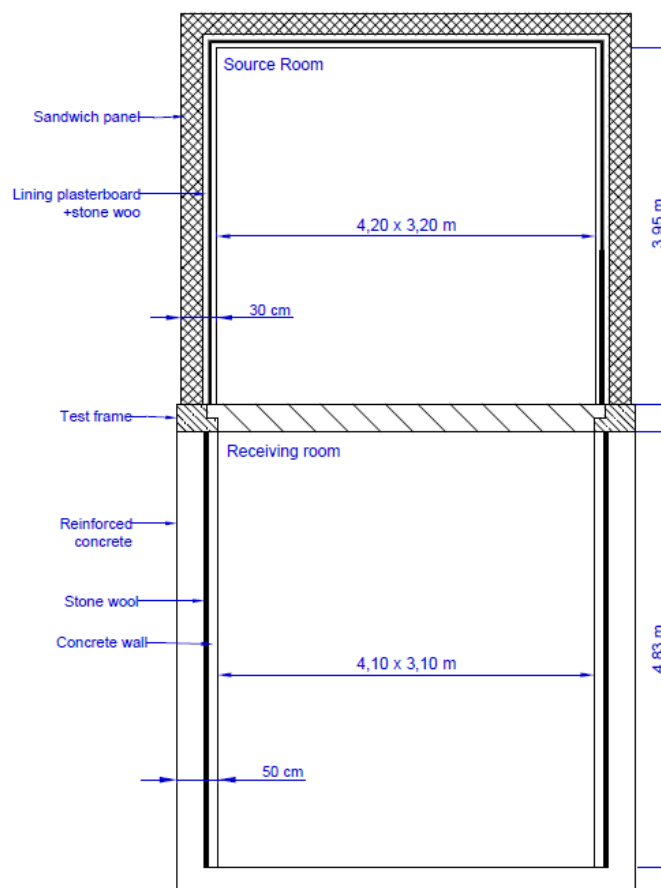 Source Room
Sandwich panel
Lining plasterboard
+stone woo
4,20 x 3,20 m
3,95 m
30 cm
Test frame
Receiving room
Reinforced
concrete
Stone wool
Concrete wall
4,10 x 3,10 m
4,83 m
50 cm